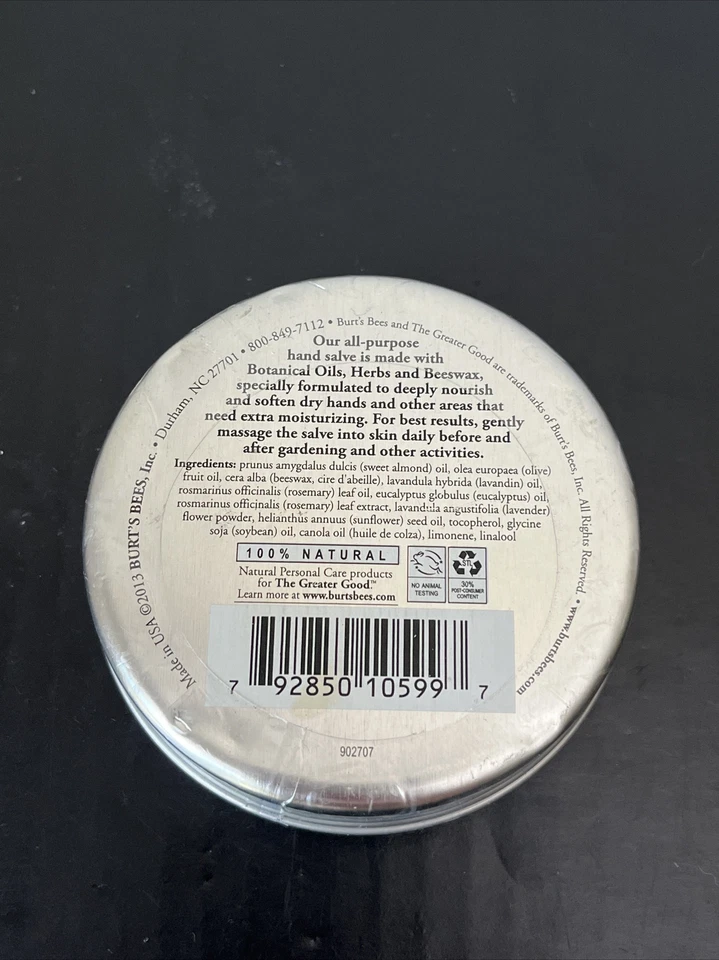 Made in USA ©2013 BURT'S BEES, Inc. • Durham, NC 27701 • 800-849-7112 • Burt's Bees and The Greater Good are trademarks of Burt's Bees, Inc. All Rights Reserved. • www.burtsbees.com
Our all-purpose
hand salve is made with
Botanical Oils, Herbs and Beeswax,
specially formulated to deeply nourish
and soften dry hands and other areas that
need extra moisturizing. For best results, gently
massage the salve into skin daily before and
after gardening and other activities.
Ingredients: prunus amygdalus dulcis (sweet almond) oil, olea europaea (olive)
fruit oil, cera alba (beeswax, cire d'abeille), lavandula hybrida (lavandin) oil,
rosmarinus officinalis (rosemary) leaf oil, eucalyptus globulus (eucalyptus) oil,
rosmarinus officinalis (rosemary) leaf extract, lavandula angustifolia (lavender)
flower powder, helianthus annuus (sunflower) seed oil, tocopherol, glycine
soja (soybean) oil, canola oil (huile de colza), limonene, linalool
100% NATURAL
Natural Personal Care products
for The Greater Good.™
Learn more at www.burtsbees.com
NO ANIMAL
TESTING
STL
30%
POST-CONSUMER
CONTENT
7 92850 10599 7
902707